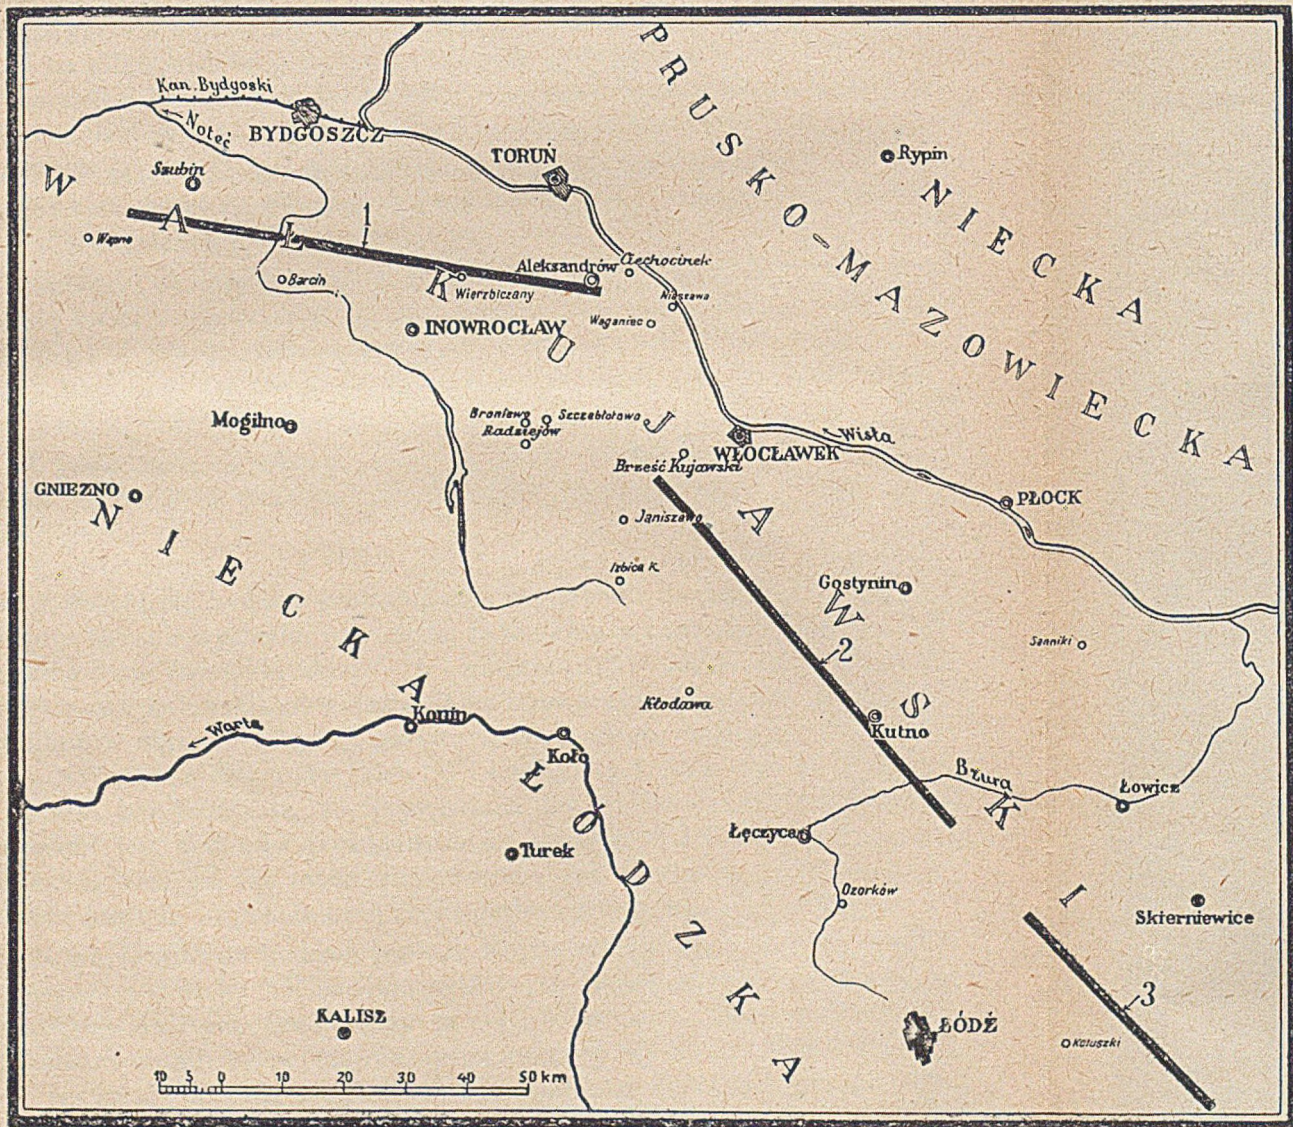 Kan. Bydgoski
Noteć
BYDGOSZCZ
TORUŃ
Rypin
Szubin
WAŁ KUJAWSKI
PRUSKO-MAZOWIECKA
NIECKA
1
Wapno
Barcin
Aleksandrów
Ciechocinek
Wierzbiczany
Nieszawa
Waganiec
INOWROCŁAW
Mogilno
Broniewo
Szczebłotowo
Radziejów
WŁOCŁAWEK
Wisła
Brześć Kujawski
GNIEZNO
PŁOCK
Janiszewo
NIECKA
ŁÓDZKA
Izbica K.
Gostynin
Sanniki
2
Kłodawa
Konin
Warta
Koło
Kutno
Bzura
Łowicz
Łęczyca
Turek
Ozorków
Skierniewice
3
KALISZ
ŁÓDŹ
Koluszki
10 5 0 10 20 30 40 50 km